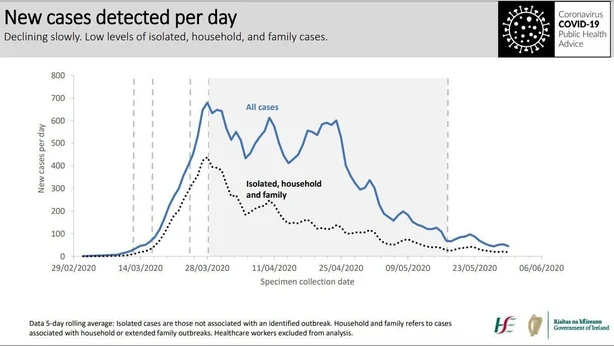 New cases detected per day
Declining slowly. Low levels of isolated, household, and family cases.
Coronavirus
COVID-19
Public Health
Advice
800
700
600
500
400
300
200
100
0
New cases per day
All cases
Isolated, household
and family
29/02/2020 14/03/2020 28/03/2020 11/04/2020 25/04/2020 09/05/2020 23/05/2020 06/06/2020
Specimen collection date
Data 5-day rolling average: Isolated cases are those not associated with an identified outbreak. Household and family refers to cases
associated with household or extended family outbreaks. Healthcare workers excluded from analysis.
Rialtas na hÉireann
Government of Ireland